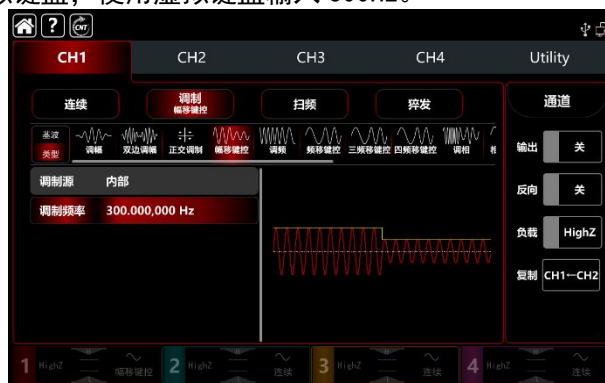 使用虚拟键盘输入300Hz。
? CNT
CH1 CH2 CH3 CH4 Utility
连续 调制 扫频 猝发 通道
幅移键控
基波 类型 调幅 双边调幅 正交调制 幅移键控 调频 频移键控 三频移键控 四频移键控 调相
输出 关
调制源 内部
反向 关
调制频率 300.000,000 Hz
负载 HighZ
复制 CH1←CH2
1 HighZ 幅移键控 2 HighZ 连续 3 HighZ 连续 4 HighZ 连续